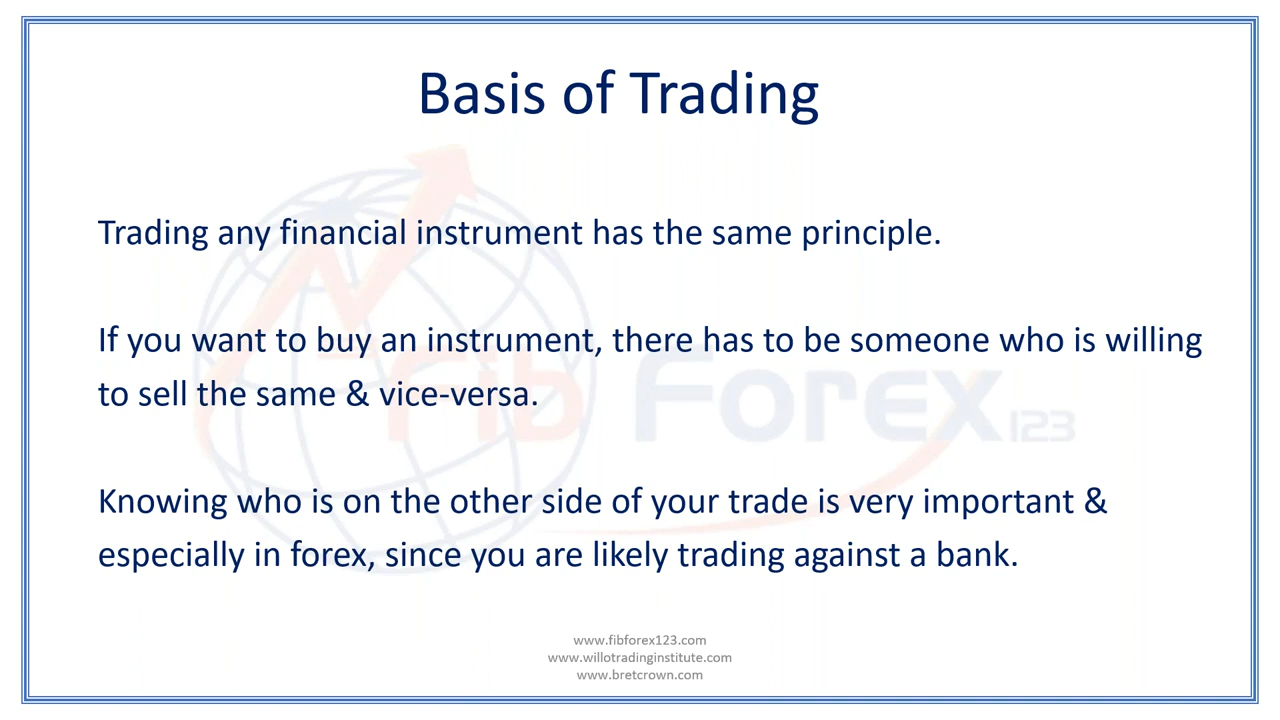 Basis of Trading
Trading any financial instrument has the same principle.
If you want to buy an instrument, there has to be someone who is willing
to sell the same & vice-versa.
Fib Forex 123
Knowing who is on the other side of your trade is very important &
especially in forex, since you are likely trading against a bank.
www.fibforex123.com
www.willotradinginstitute.com
www.bretcrown.com